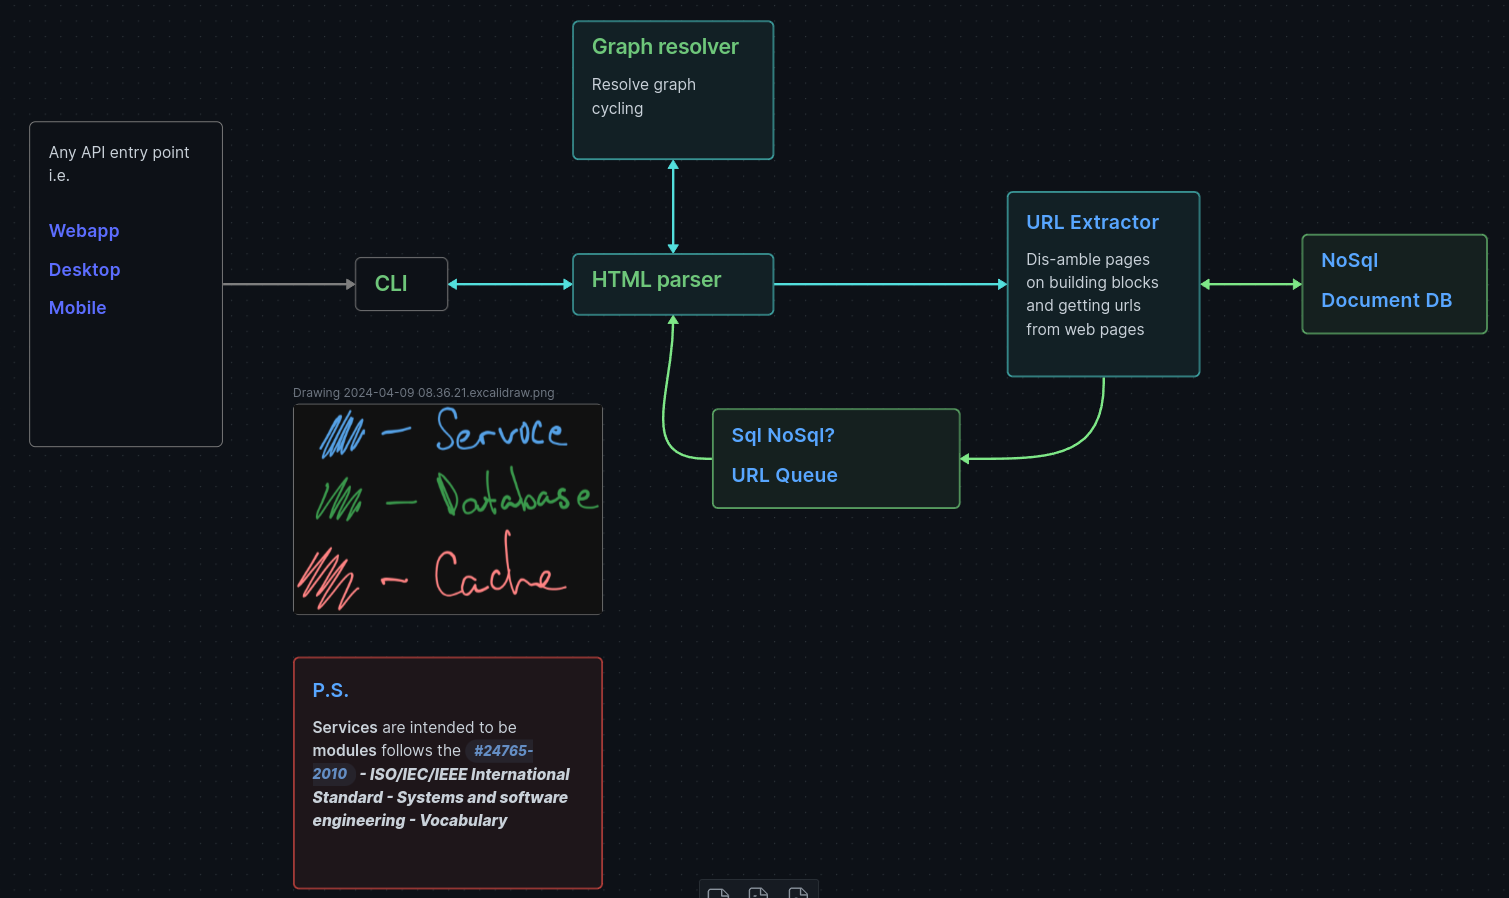 Graph resolver
Resolve graph
cycling
Any API entry point
i.e.
Webapp
Desktop
Mobile
CLI
HTML parser
URL Extractor
Dis-amble pages
on building blocks
and getting urls
from web pages
NoSql
Document DB
Sql NoSql?
URL Queue
Drawing 2024-04-09 08.36.21.excalidraw.png
— Servoce
— Database
— Cache
P.S.
Services are intended to be
modules follows the #24765-
2010 - ISO/IEC/IEEE International
Standard - Systems and software
engineering - Vocabulary